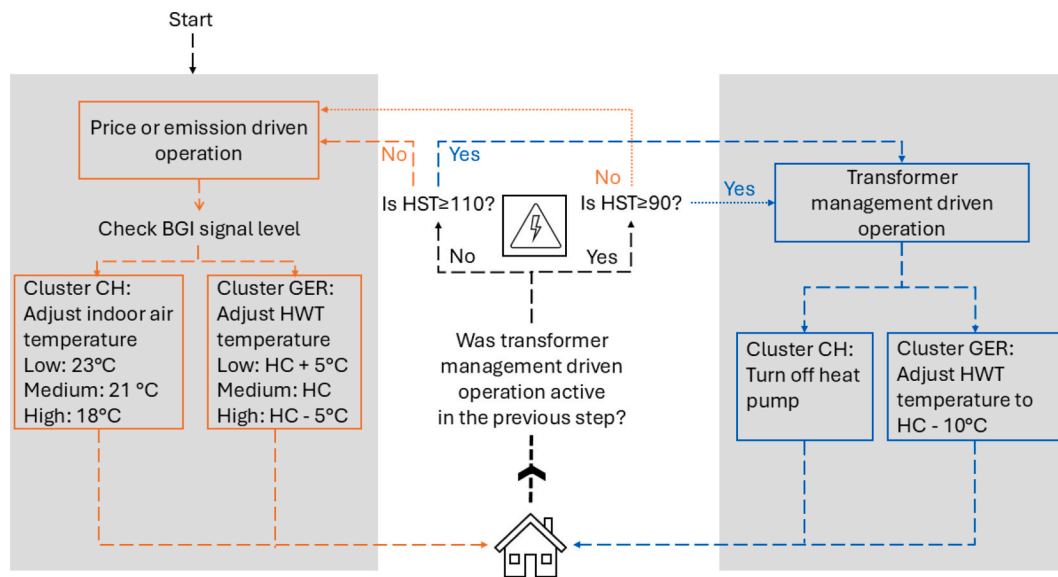 Start
Price or emission driven
operation
Check BGI signal level
Cluster CH:
Adjust indoor air
temperature
Low: 23°C
Medium: 21 °C
High: 18°C
Cluster GER:
Adjust HWT
temperature
Low: HC + 5°C
Medium: HC
High: HC - 5°C
No
Yes
Is HST≥110?
No
Is HST≥90?
Yes
No
Yes
Was transformer
management driven
operation active
in the previous step?
Transformer
management driven
operation
Cluster CH:
Turn off heat
pump
Cluster GER:
Adjust HWT
temperature to
HC - 10°C